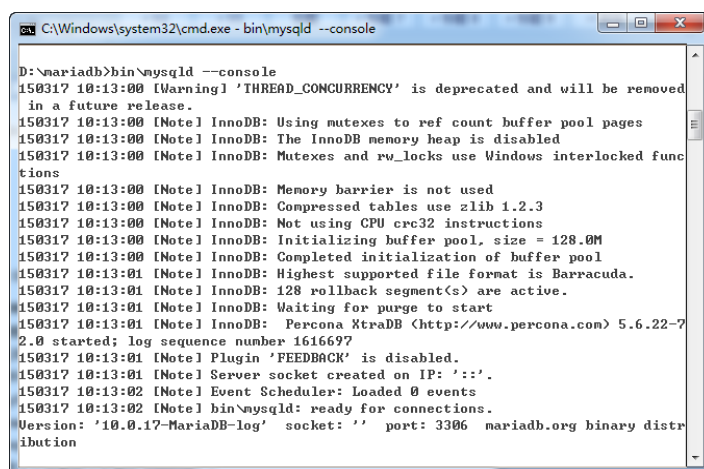 C:\Windows\system32\cmd.exe - bin\mysqld --console
D:\mariadb>bin\mysqld --console
150317 10:13:00 [Warning] 'THREAD_CONCURRENCY' is deprecated and will be removed
 in a future release.
150317 10:13:00 [Note] InnoDB: Using mutexes to ref count buffer pool pages
150317 10:13:00 [Note] InnoDB: The InnoDB memory heap is disabled
150317 10:13:00 [Note] InnoDB: Mutexes and rw_locks use Windows interlocked func
tions
150317 10:13:00 [Note] InnoDB: Memory barrier is not used
150317 10:13:00 [Note] InnoDB: Compressed tables use zlib 1.2.3
150317 10:13:00 [Note] InnoDB: Not using CPU crc32 instructions
150317 10:13:00 [Note] InnoDB: Initializing buffer pool, size = 128.0M
150317 10:13:00 [Note] InnoDB: Completed initialization of buffer pool
150317 10:13:01 [Note] InnoDB: Highest supported file format is Barracuda.
150317 10:13:01 [Note] InnoDB: 128 rollback segment(s) are active.
150317 10:13:01 [Note] InnoDB: Waiting for purge to start
150317 10:13:01 [Note] InnoDB:  Percona XtraDB (http://www.percona.com) 5.6.22-7
2.0 started; log sequence number 1616697
150317 10:13:01 [Note] Plugin 'FEEDBACK' is disabled.
150317 10:13:01 [Note] Server socket created on IP: '::'.
150317 10:13:02 [Note] Event Scheduler: Loaded 0 events
150317 10:13:02 [Note] bin\mysqld: ready for connections.
Version: '10.0.17-MariaDB-log'  socket: ''  port: 3306  mariadb.org binary distr
ibution